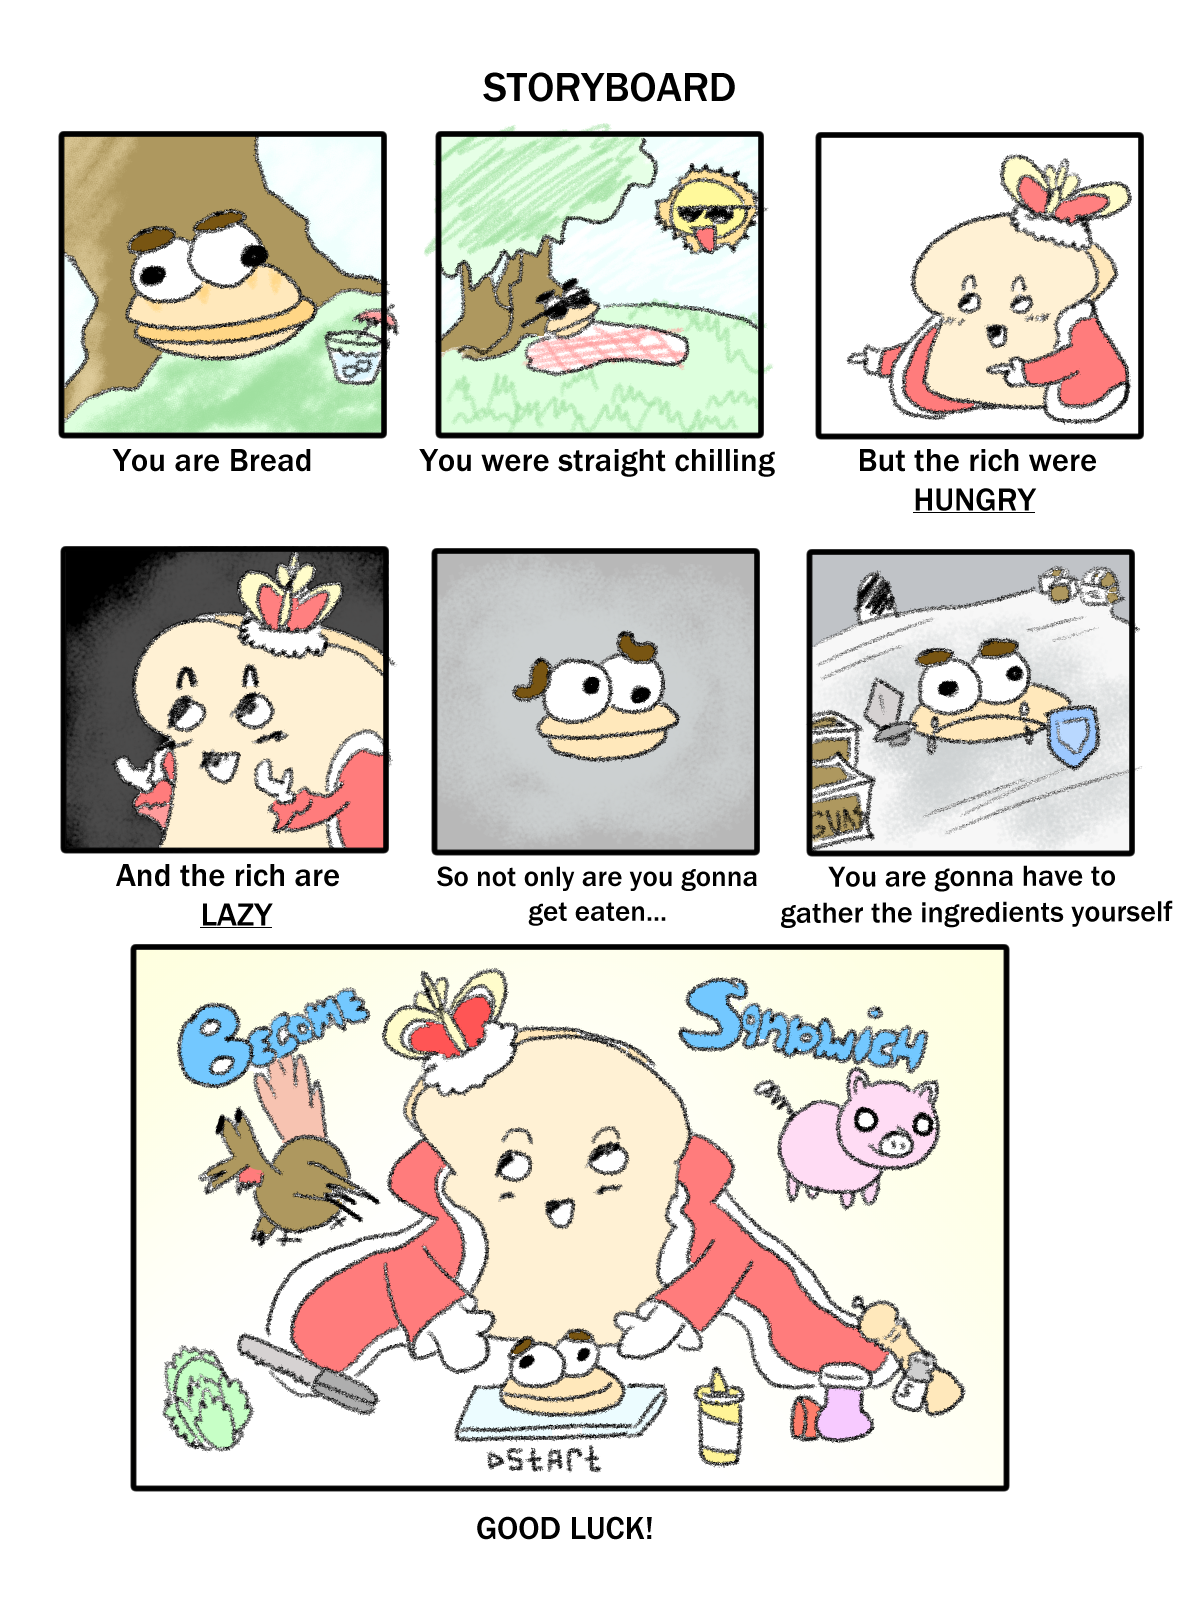 STORYBOARD
You are Bread
You were straight chilling
But the rich were
HUNGRY
And the rich are
LAZY
So not only are you gonna
get eaten...
GUN
You are gonna have to
gather the ingredients yourself
BECOME
SANDWiCH
StArt
GOOD LUCK!